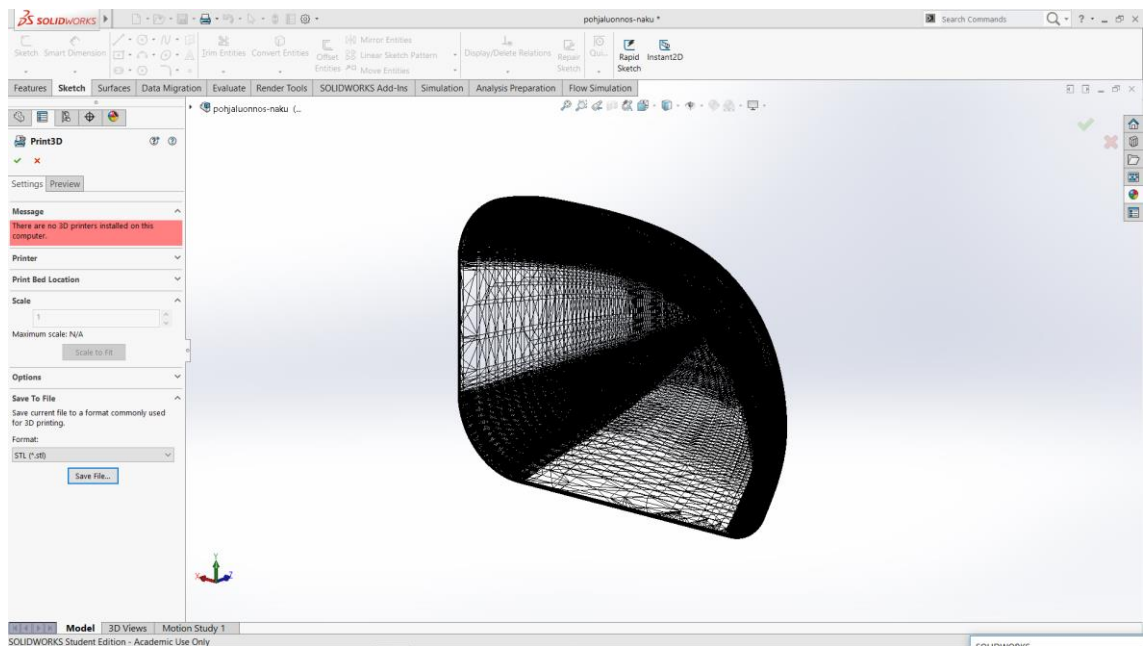 SOLIDWORKS
pohjaluonnos-naku *
Search Commands
Sketch Smart Dimension
Trim Entities Convert Entities
Offset Entities
Mirror Entities
Linear Sketch Pattern
Move Entities
Display/Delete Relations
Repair Sketch
Rapid Sketch
Instant2D
Features Sketch Surfaces Data Migration Evaluate Render Tools SOLIDWORKS Add-Ins Simulation Analysis Preparation Flow Simulation
pohjaluonnos-naku (_
Print3D
Settings Preview
Message
There are no 3D printers installed on this
computer.
Printer
Print Bed Location
Scale
1
Maximum scale: N/A
Scale to Fit
Options
Save To File
Save current file to a format commonly used
for 3D printing.
Format:
STL (*.stl)
Save File...
Y
X
Z
Model 3D Views Motion Study 1
SOLIDWORKS Student Edition - Academic Use Only